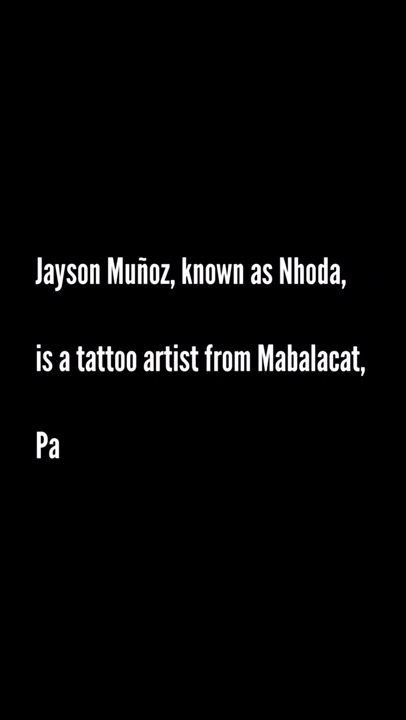 Jayson Muñoz, known as Nhoda,
is a tattoo artist from Mabalacat,
Pa